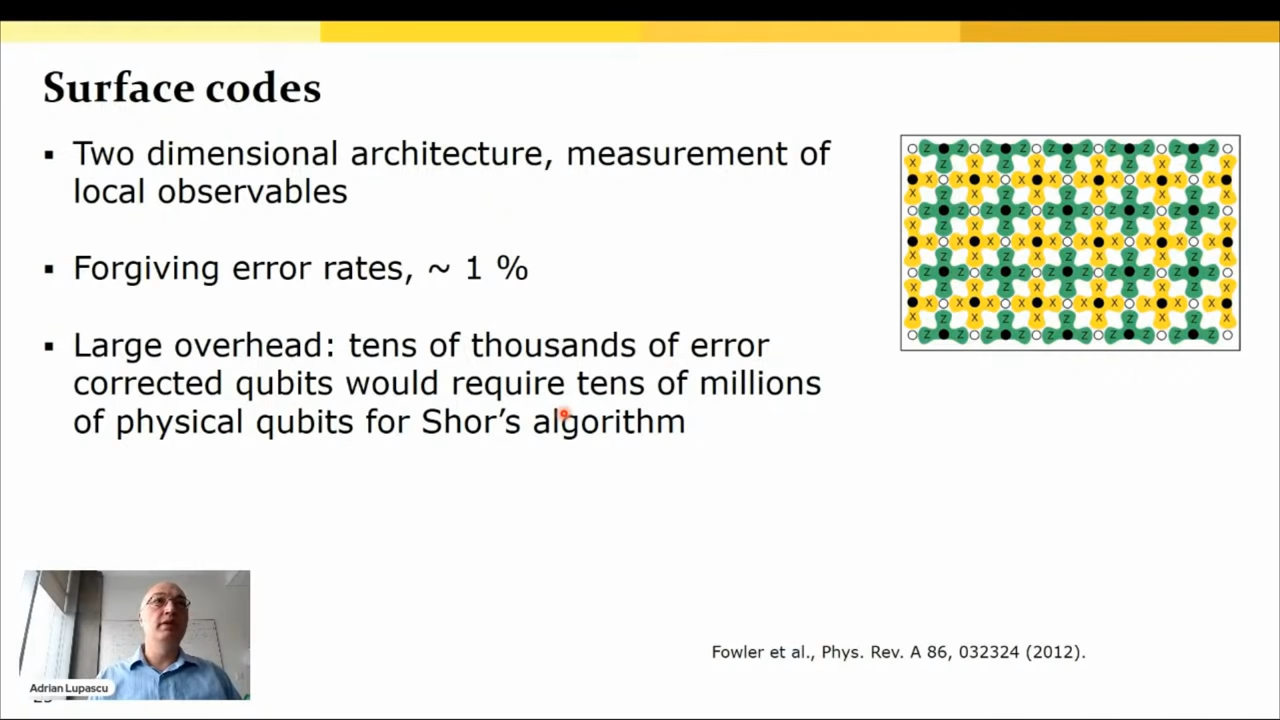 Surface codes
▪ Two dimensional architecture, measurement of
local observables
▪ Forgiving error rates, ~ 1 %
▪ Large overhead: tens of thousands of error
corrected qubits would require tens of millions
of physical qubits for Shor’s algorithm
Z Z Z Z Z Z Z Z Z Z
X Z X Z X Z X Z X Z X
X X X X X X X X X X
X Z X Z X Z X Z X Z X
Z Z Z Z Z Z Z Z Z Z
X Z X Z X Z X Z X Z X
X X X X X X X X X X
X Z X Z X Z X Z X Z X
Z Z Z Z Z Z Z Z Z Z
X Z X Z X Z X Z X Z X
X X X X X X X X X X
X Z X Z X Z X Z X Z X
Z Z Z Z Z Z Z Z Z Z
Fowler et al., Phys. Rev. A 86, 032324 (2012).
Adrian Lupascu